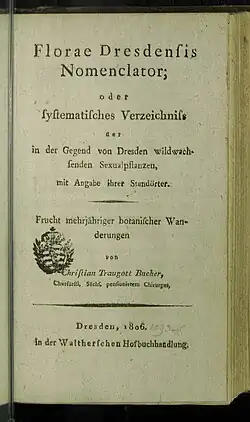 Florae Dresdenſis
Nomenclator;
oder
ſyſtematiſches Verzeichniſs
der
in der Gegend von Dresden wildwach-
ſenden Sexualpflanzen,
mit Angabe ihrer Standörter.
Frucht mehrjähriger botaniſcher Wan-
derungen
von
Chriſtian Traugott Bucher,
Churfürſtl. Sächſ. penſionirtem Chirurgus,
Dresden, 1806.
in der Waltherſchen Hofbuchhandlung.